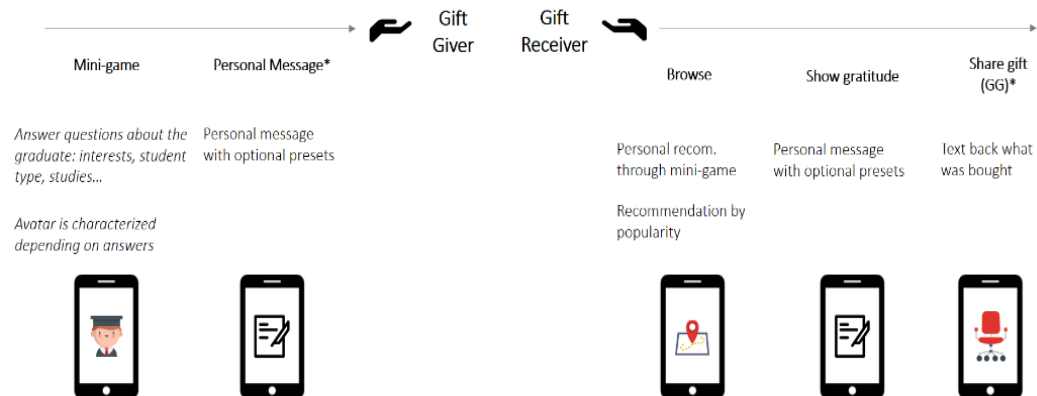 Gift
Giver
Gift
Receiver
Mini-game
Personal Message*
Answer questions about the
graduate: interests, student
type, studies...
Avatar is characterized
depending on answers
Personal message
with optional presets
Browse
Show gratitude
Share gift
(GG)*
Personal recom.
through mini-game
Recommendation by
popularity
Personal message
with optional presets
Text back what
was bought